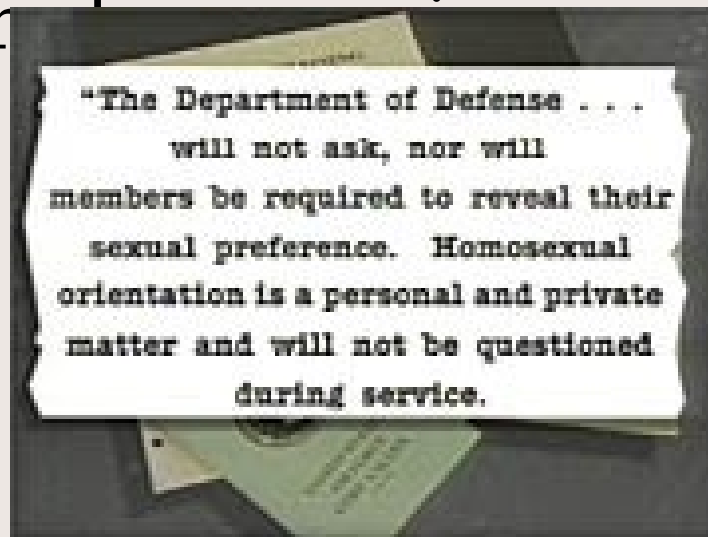 "The Department of Defense . . .
will not ask, nor will
members be required to reveal their
sexual preference. Homosexual
orientation is a personal and private
matter and will not be questioned
during service.